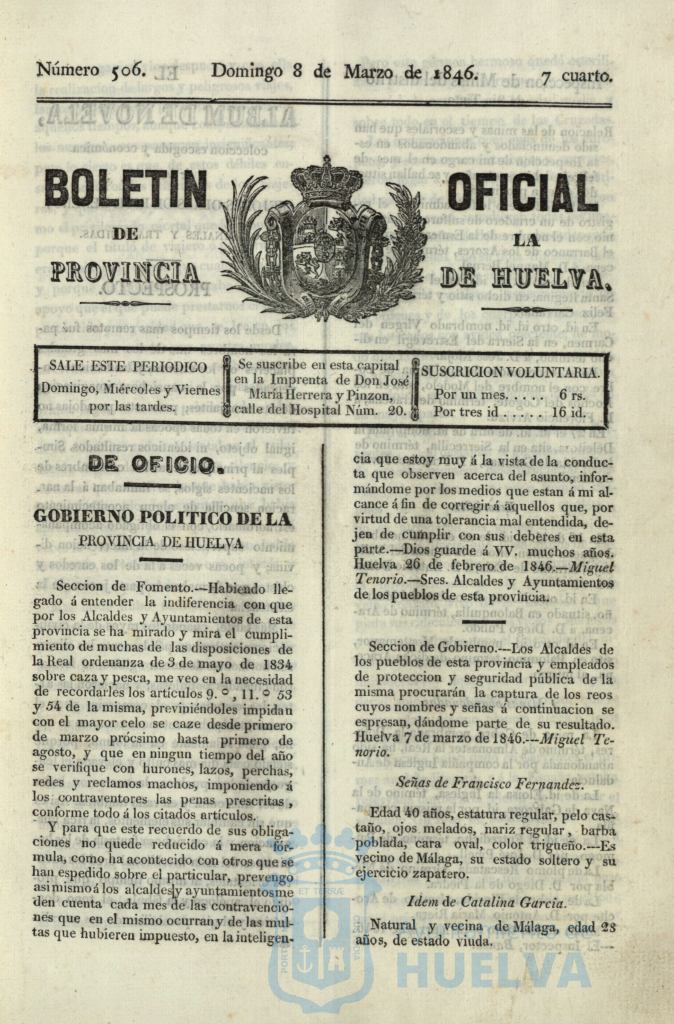 Número 506. Domingo 8 de Marzo de 1846. 7 cuarto.
BOLETIN OFICIAL
DE LA
PROVINCIA DE HUELVA.
SALE ESTE PERIODICO
Domingo, Miércoles y Viernes
por las tardes.
Se suscribe en esta capital
en la Imprenta de Don José
María Herrera y Pinzon,
calle del Hospital Núm. 20.
SUSCRICION VOLUNTARIA.
Por un mes. . . . . 6 rs.
Por tres id . . . . . 16 id.
DE OFICIO.
GOBIERNO POLITICO DE LA
PROVINCIA DE HUELVA
Seccion de Fomento.—Habiendo lle-
gado á entender la indiferencia con que
por los Alcaldes y Ayuntamientos de esta
provincia se ha mirado y mira el cumpli-
miento de muchas de las disposiciones de
la Real ordenanza de 3 de mayo de 1834
sobre caza y pesca, me veo en la necesidad
de recordarles los artículos 9.º, 11.º 53
y 54 de la misma, previniéndoles impidan
con el mayor celo se caze desde primero
de marzo prócsimo hasta primero de
agosto, y que en ningun tiempo del año
se verifique con hurones, lazos, perchas,
redes y reclamos machos, imponiendo á
los contraventores las penas prescritas,
conforme todo á los citados artículos.
Y para que este recuerdo de sus obliga-
ciones no quede reducido á mera fór-
mula, como ha acontecido con otros que se
han espedido sobre el particular, prevengo
asimismo á los alcaldes y ayuntamientos me
den cuenta cada mes de las contravencio-
nes que en el mismo ocurran y de las mul-
tas que hubieren impuesto, en la inteligen-
cia que estoy muy á la vista de la conduc-
ta que observen acerca del asunto, infor-
mándome por los medios que estan á mi al-
cance á fin de corregir á aquellos que, por
virtud de una tolerancia mal entendida, de-
jen de cumplir con sus deberes en esta
parte.—Dios guarde á VV. muchos años.
Huelva 26 de febrero de 1846.—Miguel
Tenorio.—Sres. Alcaldes y Ayuntamientos
de los pueblos de esta provincia.
Seccion de Gobierno.—Los Alcaldes de
los pueblos de esta provincia y empleados
de proteccion y seguridad pública de la
misma procurarán la captura de los reos
cuyos nombres y señas á continuacion se
espresan, dándome parte de su resultado.
Huelva 7 de marzo de 1846.—Miguel Te-
norio.
Señas de Francisco Fernandez.
Edad 40 años, estatura regular, pelo cas-
taño, ojos melados, nariz regular, barba
poblada, cara oval, color trigueño.—Es
vecino de Málaga, su estado soltero y su
ejercicio zapatero.
Idem de Catalina Garcia.
Natural y vecina de Málaga, edad 28
años, de estado viuda.
HUELVA